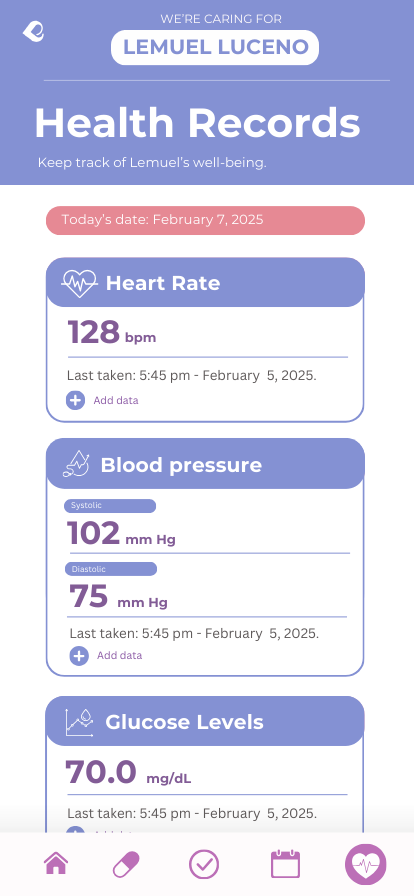 WE'RE CARING FOR
LEMUEL LUCENO
Health Records
Keep track of Lemuel's well-being.
Today's date: February 7, 2025
Heart Rate
128 bpm
Last taken: 5:45 pm - February 5, 2025.
Add data
Blood pressure
Systolic
102 mm Hg
Diastolic
75 mm Hg
Last taken: 5:45 pm - February 5, 2025.
Add data
Glucose Levels
70.0 mg/dL
Last taken: 5:45 pm - February 5, 2025.